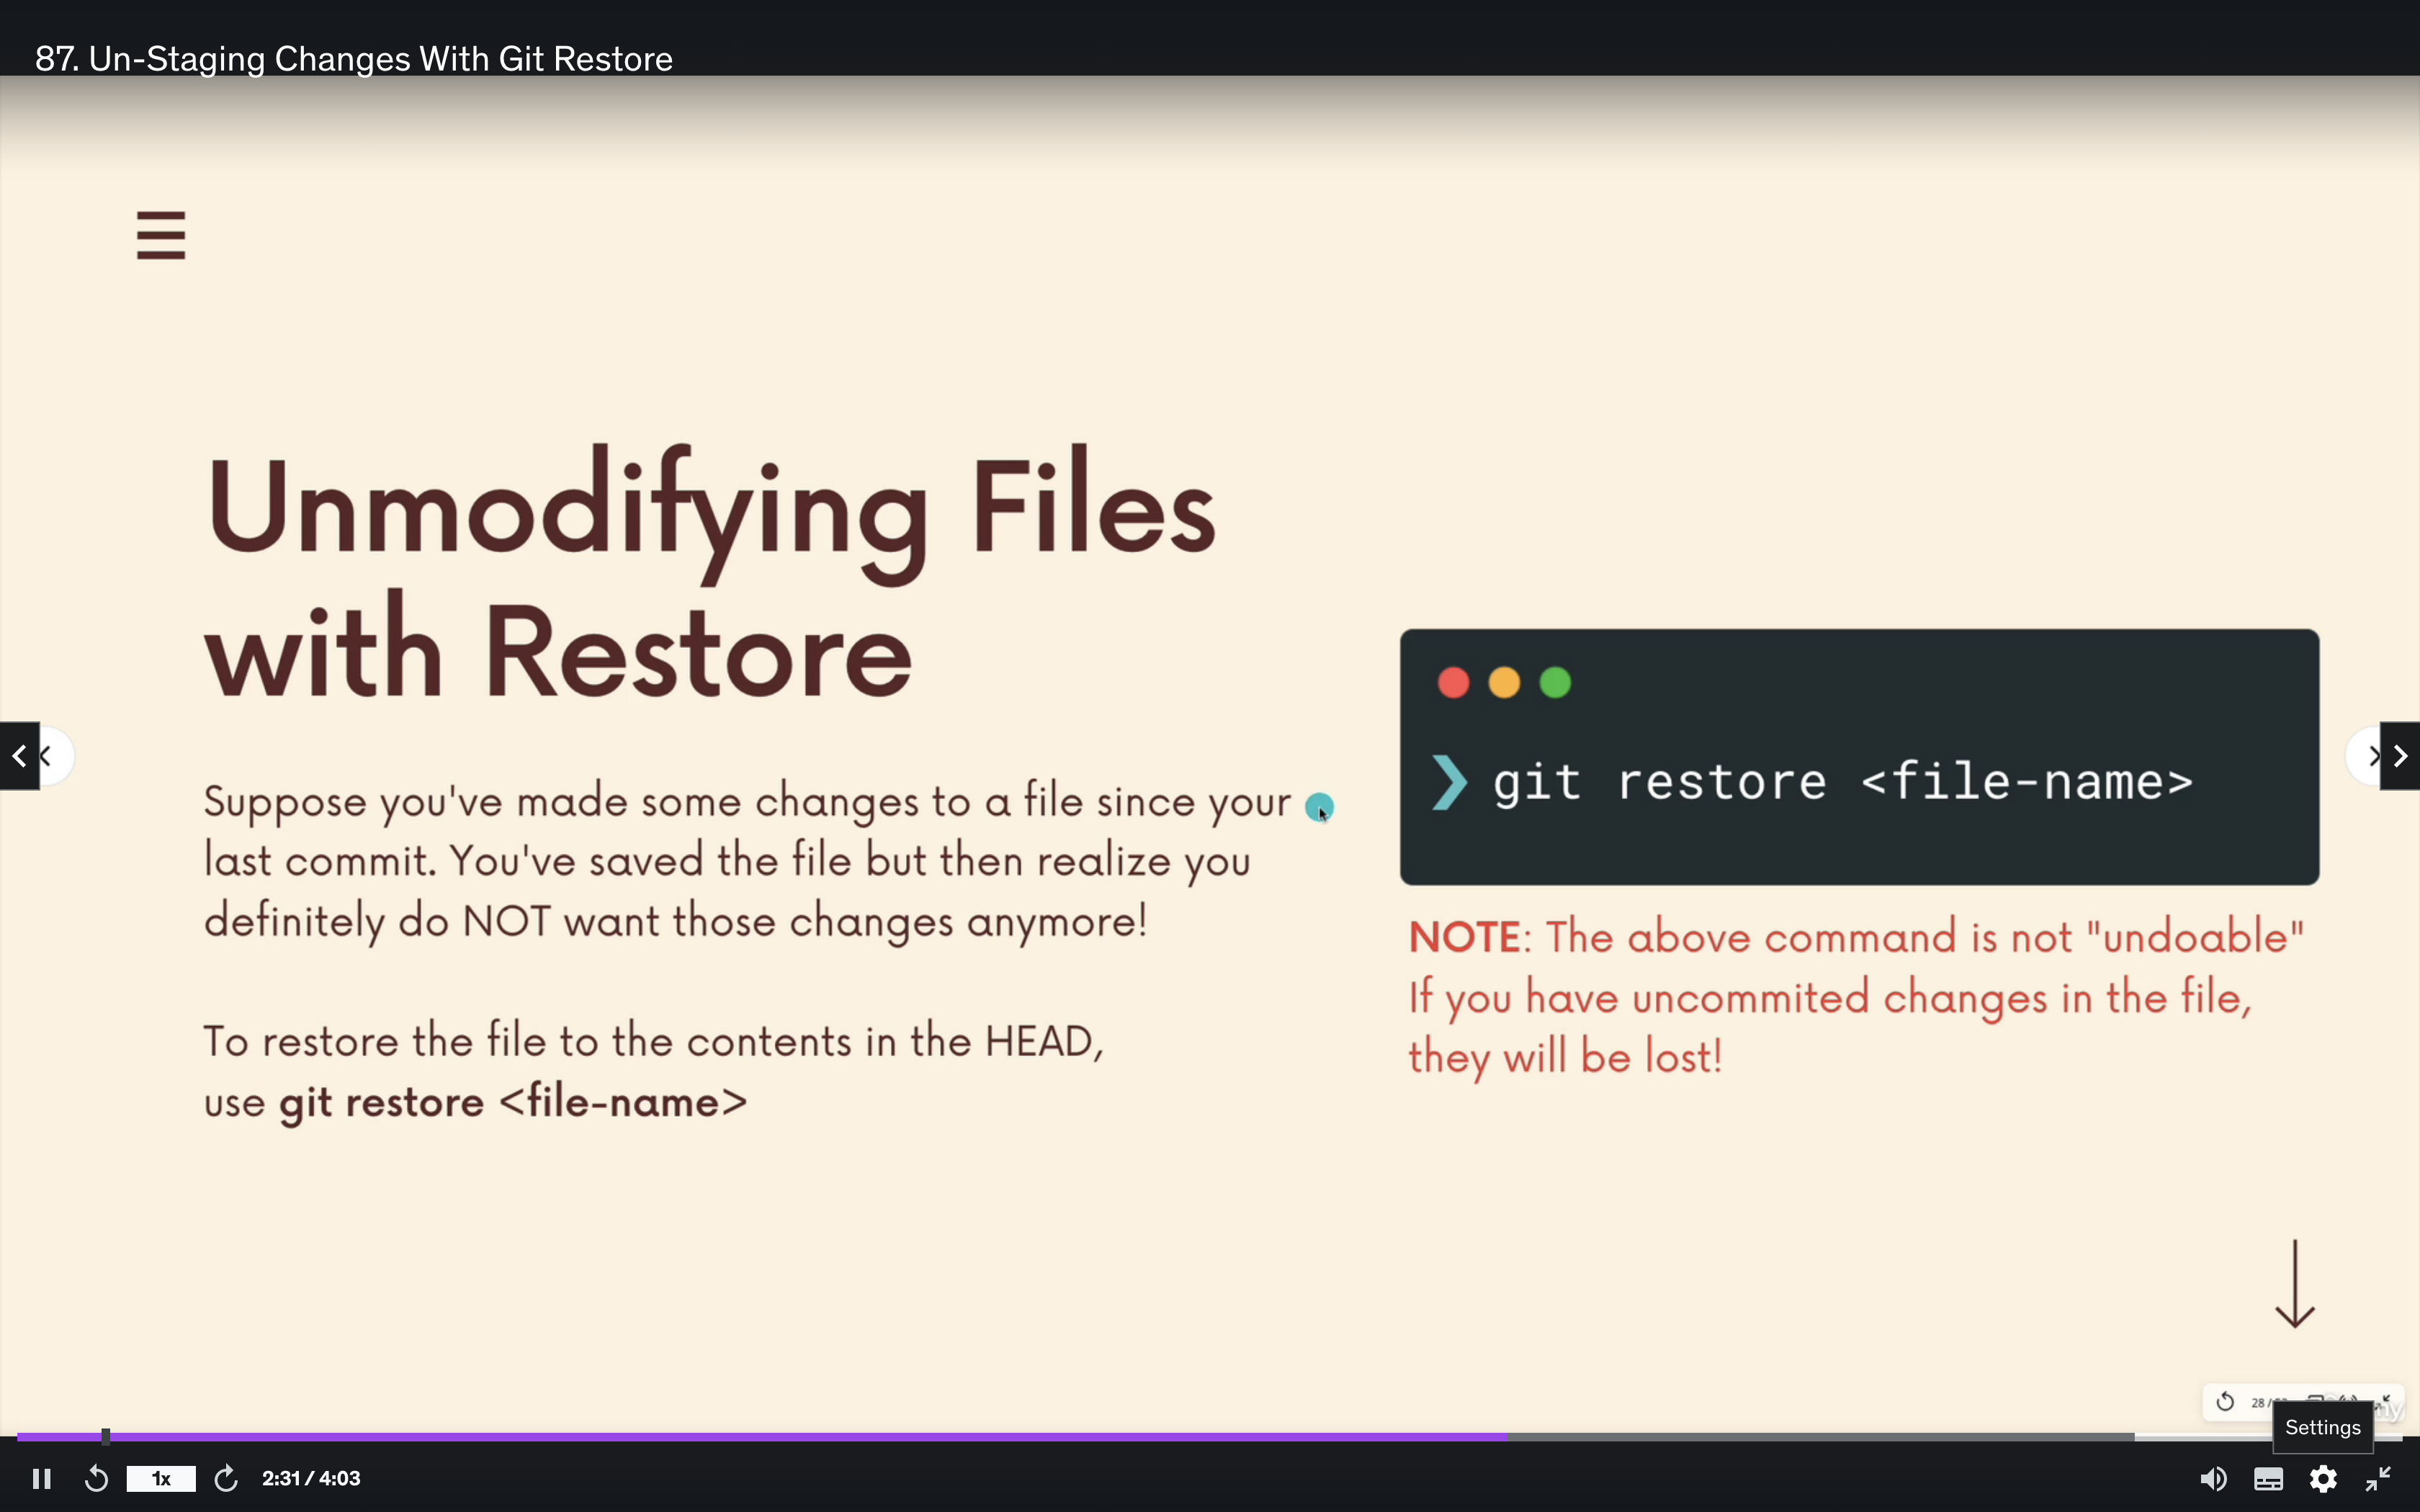 87. Un-Staging Changes With Git Restore
Unmodifying Files
with Restore
Suppose you've made some changes to a file since your
last commit. You've saved the file but then realize you
definitely do NOT want those changes anymore!
To restore the file to the contents in the HEAD,
use git restore <file-name>
❯ git restore <file-name>
NOTE: The above command is not "undoable"
If you have uncommited changes in the file,
they will be lost!
28 /
Settings
1x
2:31 / 4:03